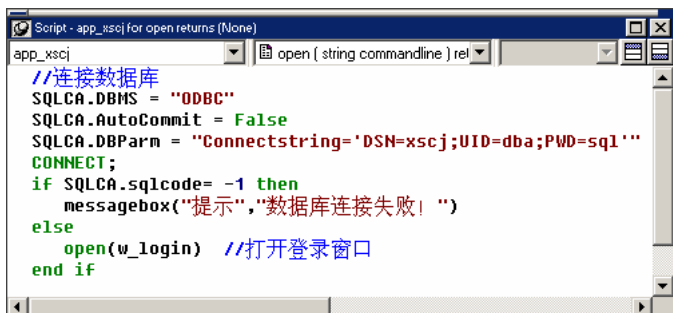 Script - app_xscj for open returns (None)
app_xscj open ( string commandline ) rel
//连接数据库
SQLCA.DBMS = "ODBC"
SQLCA.AutoCommit = False
SQLCA.DBParm = "Connectstring='DSN=xscj;UID=dba;PWD=sql'"
CONNECT;
if SQLCA.sqlcode= -1 then
messagebox("提示","数据库连接失败！")
else
open(w_login) //打开登录窗口
end if